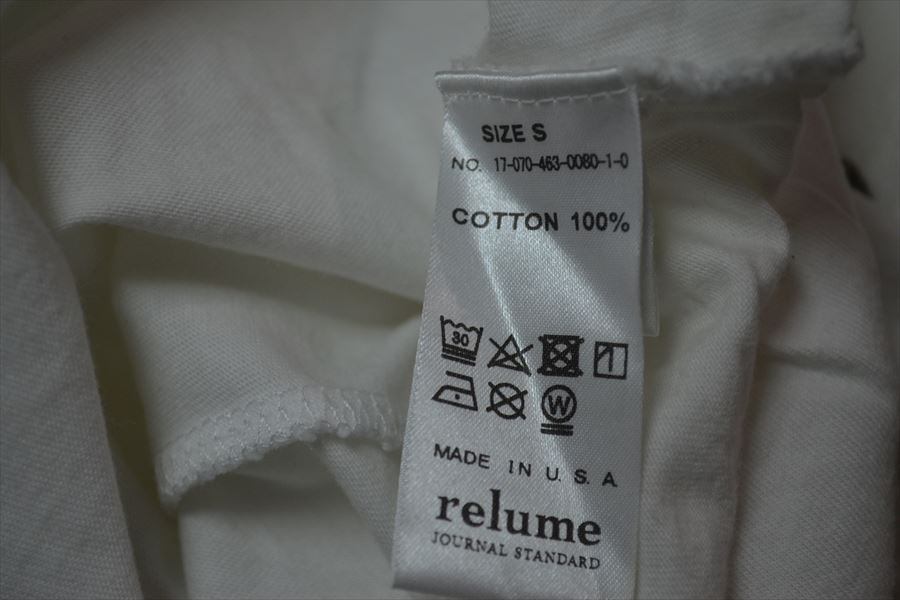 SIZE S
NO. 17-070-463-0080-1-0
COTTON 100%
30
W
MADE IN U.S.A
relume
JOURNAL STANDARD